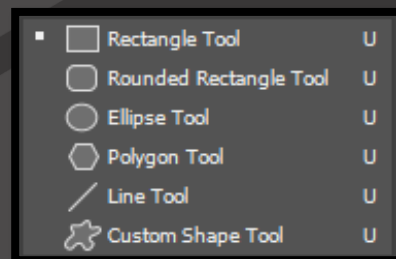 Rectangle Tool U
Rounded Rectangle Tool U
Ellipse Tool U
Polygon Tool U
Line Tool U
Custom Shape Tool U